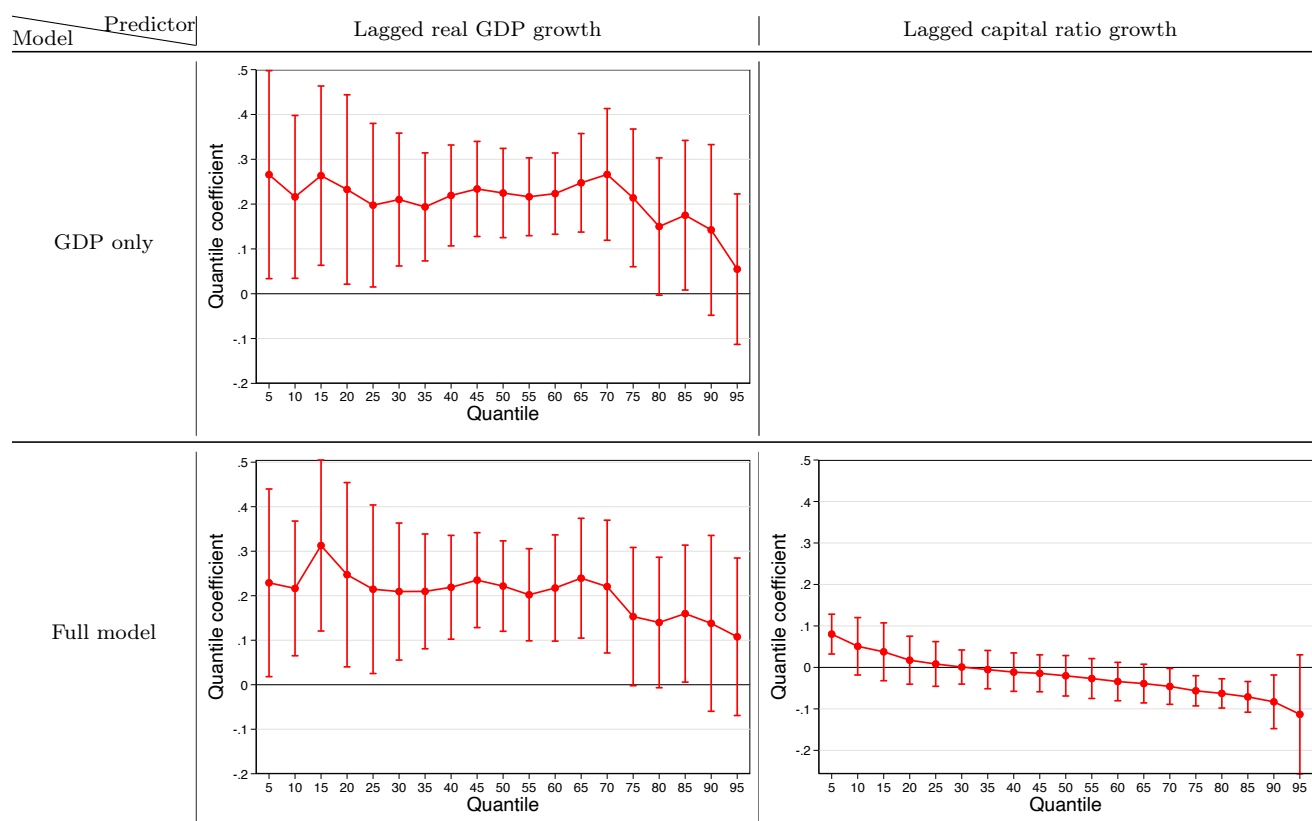 Predictor
Model
Lagged real GDP growth
Lagged capital ratio growth
GDP only
Quantile coefficient
.5
.4
.3
.2
.1
0
-.1
-.2
5 10 15 20 25 30 35 40 45 50 55 60 65 70 75 80 85 90 95
Quantile
Full model
Quantile coefficient
.5
.4
.3
.2
.1
0
-.1
-.2
5 10 15 20 25 30 35 40 45 50 55 60 65 70 75 80 85 90 95
Quantile
Quantile coefficient
.5
.4
.3
.2
.1
0
-.1
-.2
5 10 15 20 25 30 35 40 45 50 55 60 65 70 75 80 85 90 95
Quantile